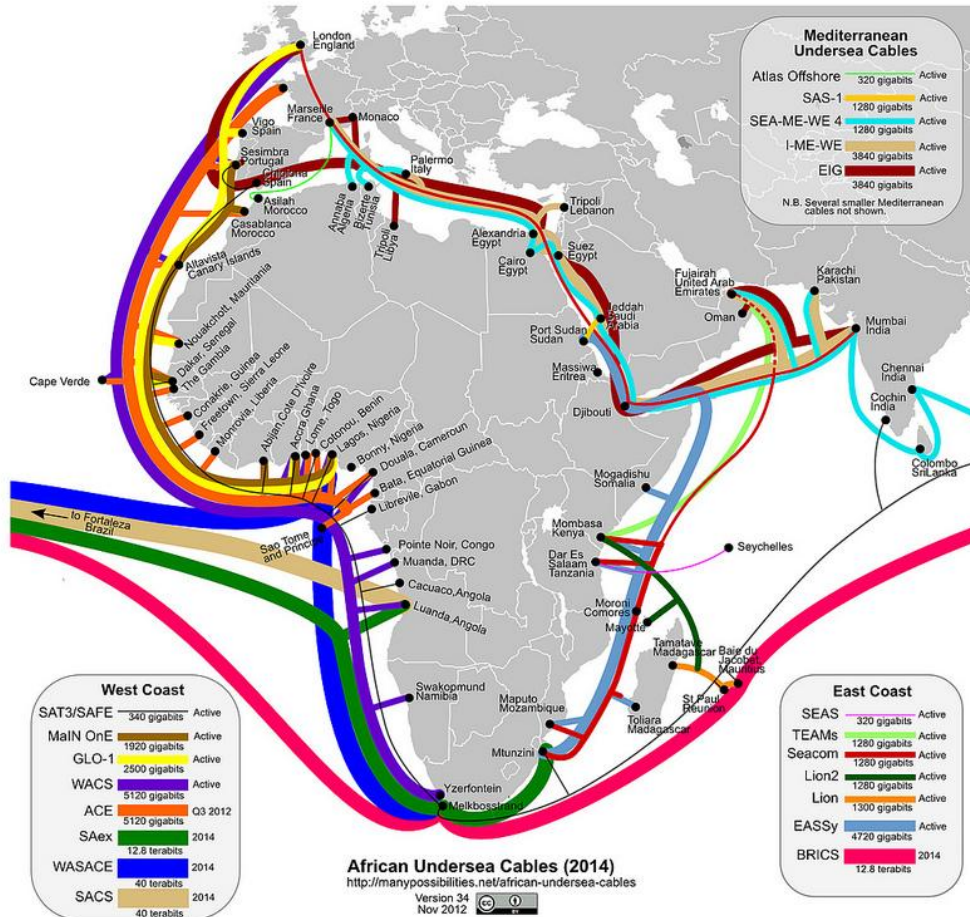 London
England
Marseille
France
Monaco
Vigo
Spain
Sesimbra
Portugal
Chipiona
Spain
Asilah
Morocco
Casablanca
Morocco
Annaba
Algeria
Bizerte
Tunisia
Palermo
Italy
Tripoli
Libya
Tripoli
Lebanon
Alexandria
Egypt
Cairo
Egypt
Suez
Egypt
Altavista
Canary Islands
Jeddah
Saudi
Arabia
Port Sudan
Sudan
Massiwa
Eritrea
Djibouti
Fujairah
United Arab
Emirates
Oman
Karachi
Pakistan
Mumbai
India
Chennai
India
Cochin
India
Colombo
SriLanka
Nouakchott, Mauritania
Dakar, Senegal
The Gambia
Cape Verde
Conakrie, Guinea
Freetown, Sierra Leone
Monrovia, Liberia
Abijan,Cote D'Ivoire
Accra,Ghana
Lome, Togo
Cotonou, Benin
Lagos, Nigeria
Bonny, Nigeria
Douala, Cameroun
Bata, Equatorial Guinea
Libreville, Gabon
Sao Tome
and Principe
to Fortaleza
Brazil
Pointe Noir, Congo
Muanda, DRC
Cacuaco,Angola
Luanda,Angola
Swakopmund
Namibia
Mogadishu
Somalia
Mombasa
Kenya
Dar Es
Salaam
Tanzania
Seychelles
Moroni
Comores
Mayotte
Tamatave
Madagascar
Baie du
Jacobet,
Mauritius
St Paul
Reunion
Toliara
Madagascar
Maputo
Mozambique
Mtunzini
Yzerfontein
Melkbosstrand
Mediterranean
Undersea Cables
Atlas Offshore Active
320 gigabits
SAS-1 Active
1280 gigabits
SEA-ME-WE 4 Active
1280 gigabits
I-ME-WE Active
3840 gigabits
EIG Active
3840 gigabits
N.B. Several smaller Mediterranean
cables not shown.
West Coast
SAT3/SAFE Active
340 gigabits
MaIN OnE Active
1920 gigabits
GLO-1 Active
2500 gigabits
WACS Active
5120 gigabits
ACE Q3 2012
5120 gigabits
SAex 2014
12.8 terabits
WASACE 2014
40 terabits
SACS 2014
40 terabits
East Coast
SEAS Active
320 gigabits
TEAMs Active
1280 gigabits
Seacom Active
1280 gigabits
Lion2 Active
1280 gigabits
Lion Active
1300 gigabits
EASSy Active
4720 gigabits
BRICS 2014
12.8 terabits
African Undersea Cables (2014)
http://manypossibilities.net/african-undersea-cables
Version 34
Nov 2012
cc
BY